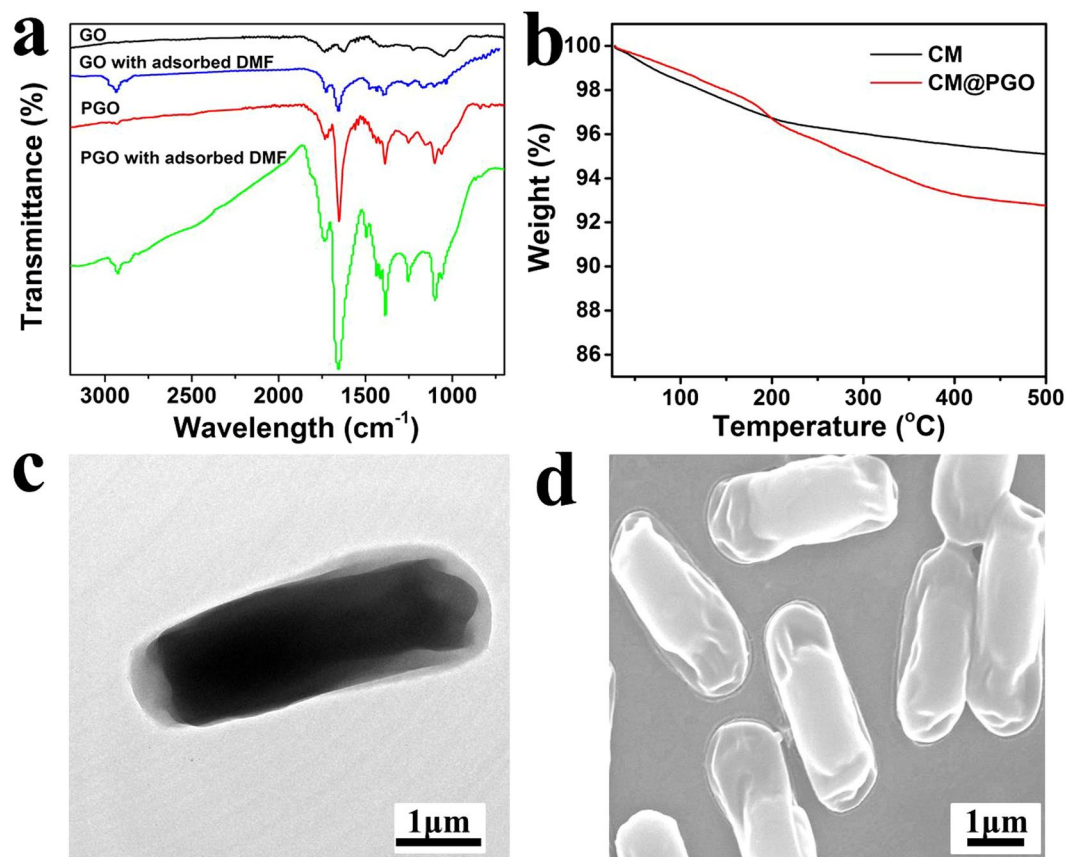 a
GO
GO with adsorbed DMF
PGO
PGO with adsorbed DMF
Transmittance (%)
3000 2500 2000 1500 1000
Wavelength (cm⁻¹)
b
CM
CM@PGO
100
98
96
94
92
90
88
86
Weight (%)
100 200 300 400 500
Temperature (°C)
c
1μm
d
1μm